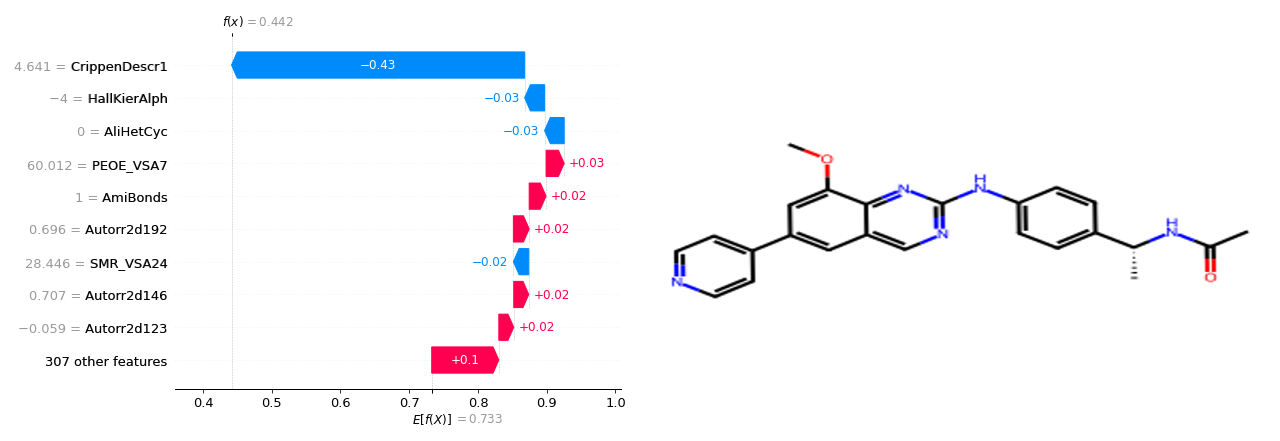 f(x) = 0.442
4.641 = CrippenDescr1
−0.43
−4 = HallKierAlph
−0.03
0 = AliHetCyc
−0.03
60.012 = PEOE_VSA7
+0.03
1 = AmiBonds
+0.02
0.696 = Autorr2d192
+0.02
28.446 = SMR_VSA24
−0.02
0.707 = Autorr2d146
+0.02
−0.059 = Autorr2d123
+0.02
307 other features
+0.1
0.4 0.5 0.6 0.7 0.8 0.9 1.0
E[f(X)] = 0.733
O
N
H
N
N
N
H
N
O